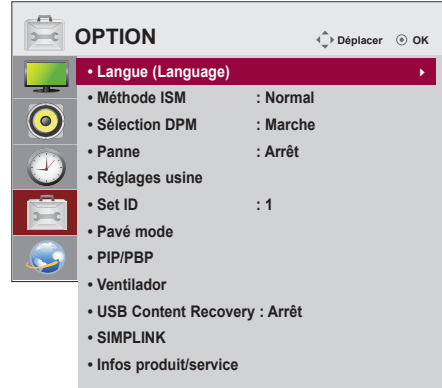 OPTION
Déplacer OK
• Langue (Language)
• Méthode ISM : Normal
• Sélection DPM : Marche
• Panne : Arrêt
• Réglages usine
• Set ID : 1
• Pavé mode
• PIP/PBP
• Ventilador
• USB Content Recovery : Arrêt
• SIMPLINK
• Infos produit/service